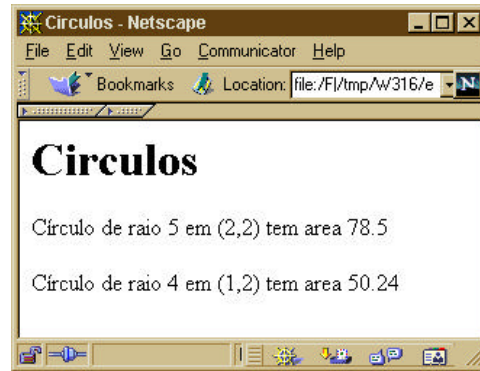 Circulos - Netscape
File Edit View Go Communicator Help
Bookmarks Location: file:/F|/tmp/W316/e N
Circulos
Círculo de raio 5 em (2,2) tem area 78.5
Círculo de raio 4 em (1,2) tem area 50.24